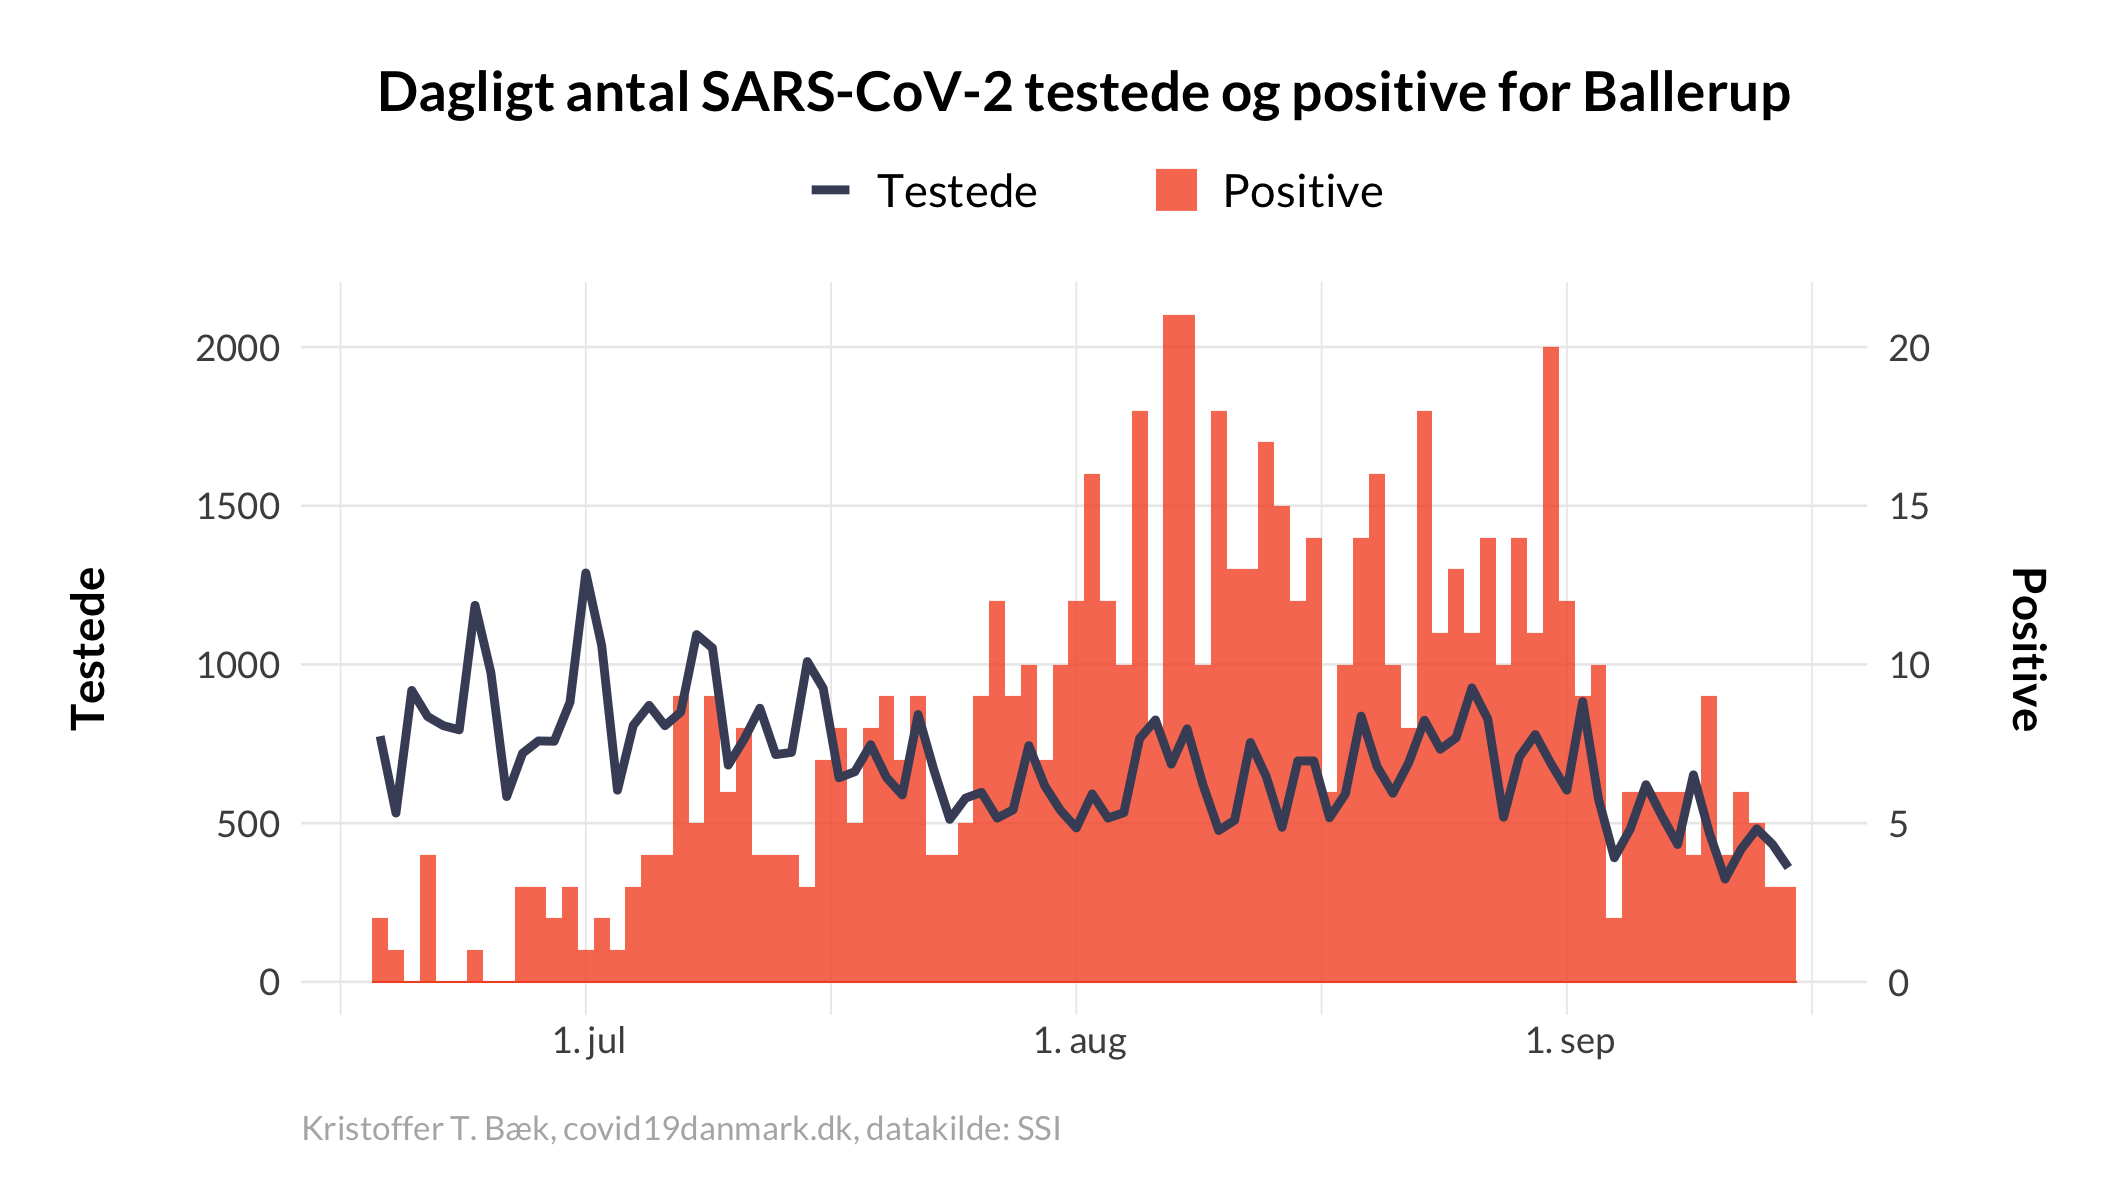 Dagligt antal SARS-CoV-2 testede og positive for Ballerup
Testede
Positive
2000
1500
1000
500
0
20
15
10
5
0
Testede
Positive
1. jul
1. aug
1. sep
Kristoffer T. Bæk, covid19danmark.dk, datakilde: SSI